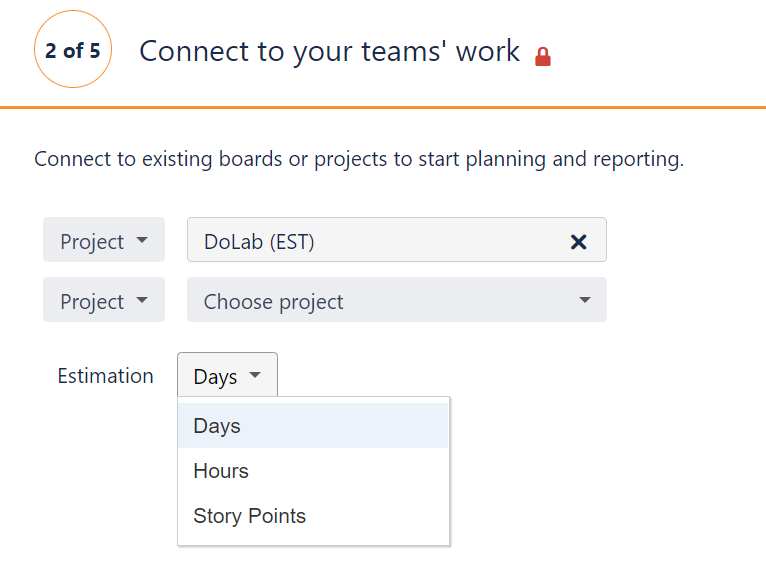 2 of 5
Connect to your teams' work
Connect to existing boards or projects to start planning and reporting.
Project
DoLab (EST)
Project
Choose project
Estimation
Days
Days
Hours
Story Points